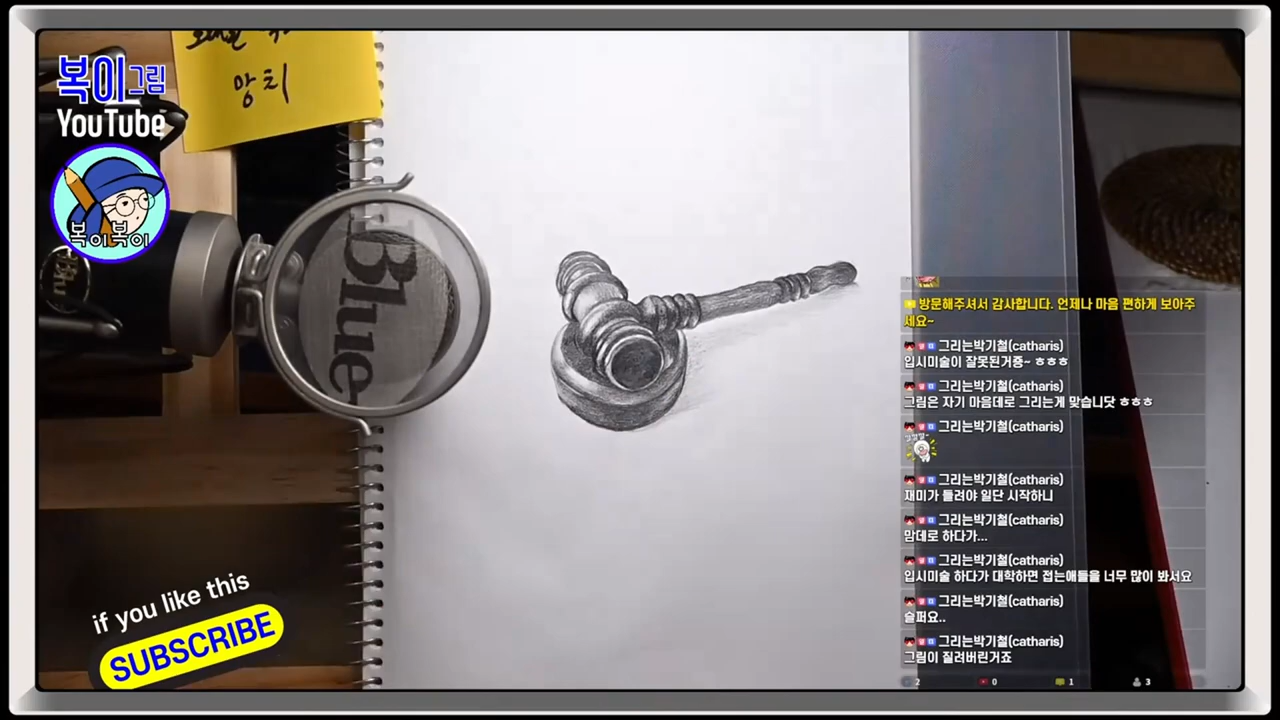 망치
복이그림
YouTube
복이복이
Blue
방문해주셔서 감사합니다. 언제나 마음 편하게 보아주
세요~
그리는박기철(catharis)
입시미술이 잘못된거죵~ ㅎㅎㅎ
그리는박기철(catharis)
그림은 자기 마음데로 그리는게 맞습니닷 ㅎㅎㅎ
그리는박기철(catharis)
그리는박기철(catharis)
재미가 들려야 일단 시작하니
그리는박기철(catharis)
맘데로 하다가...
그리는박기철(catharis)
입시미술 하다가 대학하면 접는애들을 너무 많이 봐서요
그리는박기철(catharis)
슬퍼요..
그리는박기철(catharis)
그림이 질려버린거죠
2 0 1 3
if you like this
SUBSCRIBE